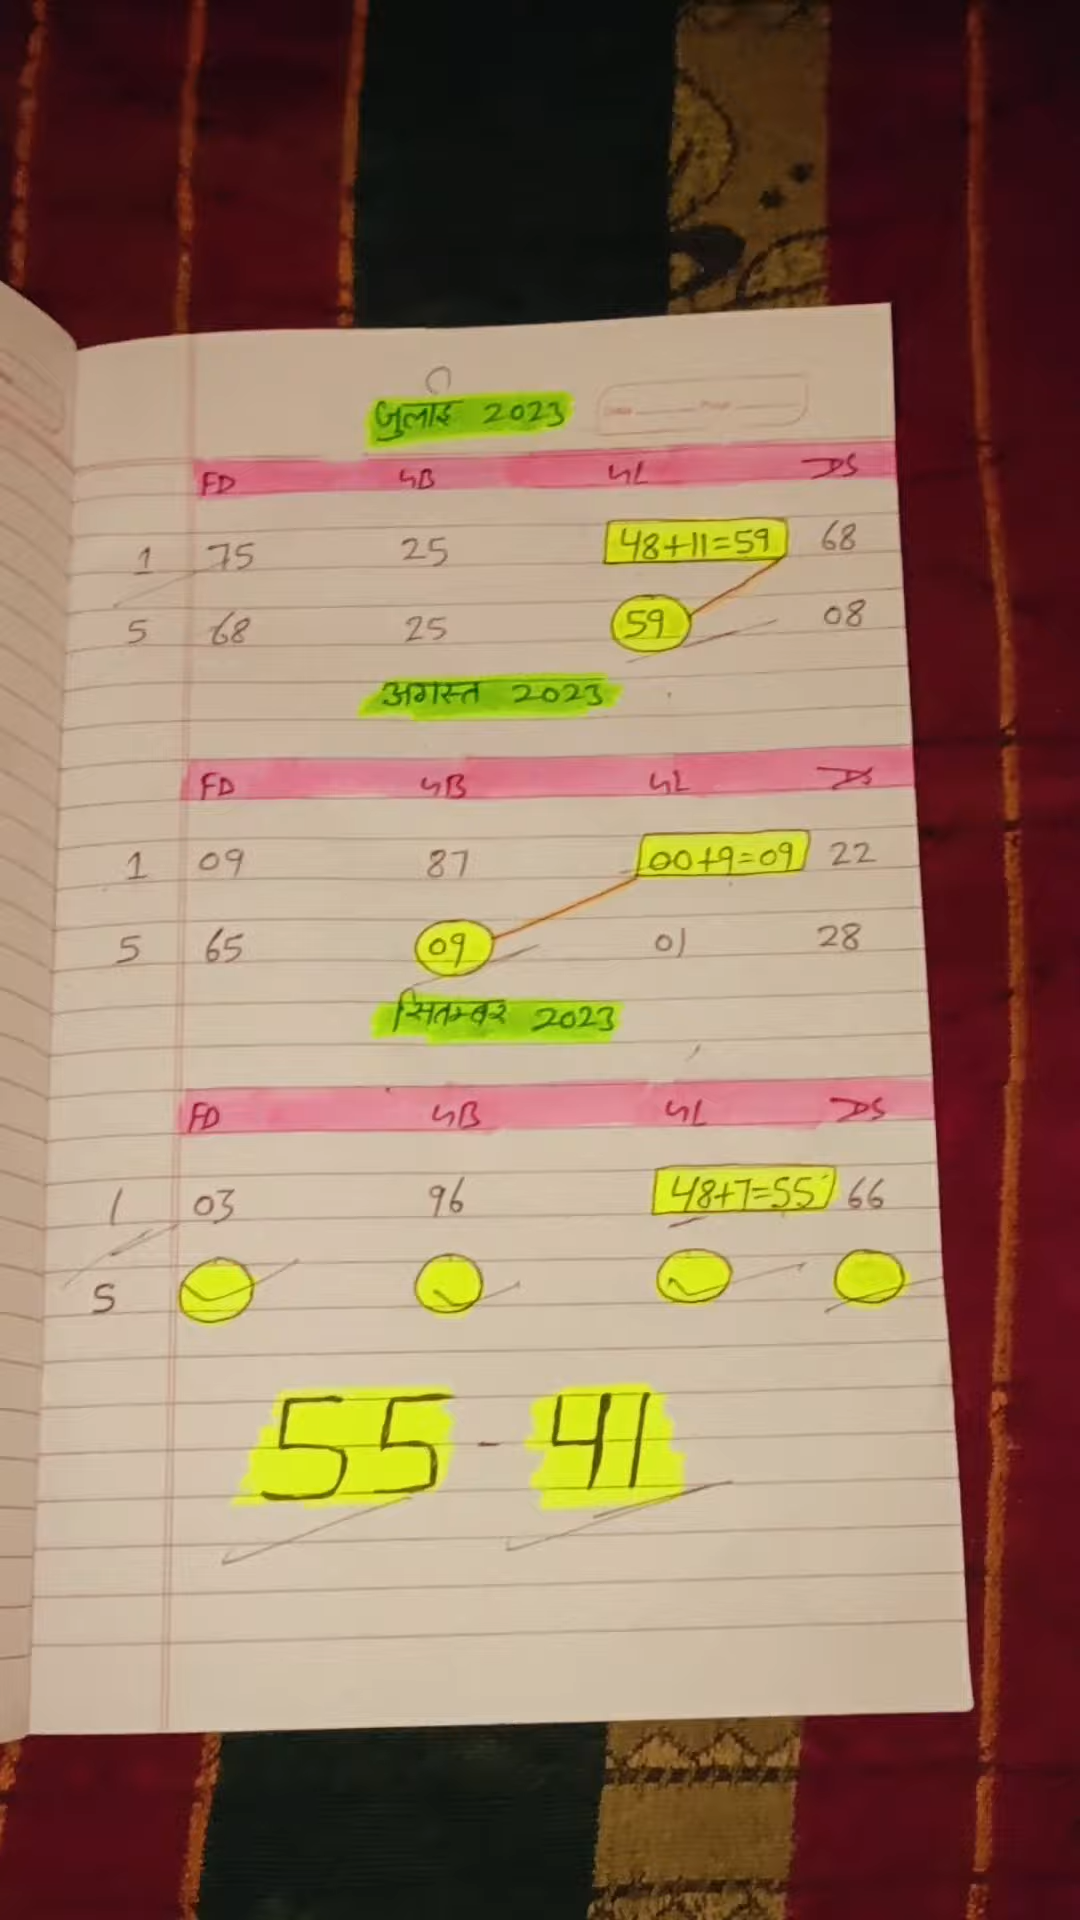 जुलाई 2023
FD GB GL DS
1 75 25 48+11=59 68
5 68 25 59 08
अगस्त 2023
FD GB GL DS
1 09 87 00+9=09 22
5 65 09 01 28
सितम्बर 2023
FD GB GL DS
1 03 96 48+7=55 66
5
55 - 41